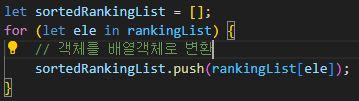 let sortedRankingList = [];
for (let ele in rankingList) {
// 객체를 배열객체로 변환
sortedRankingList.push(rankingList[ele]);
}